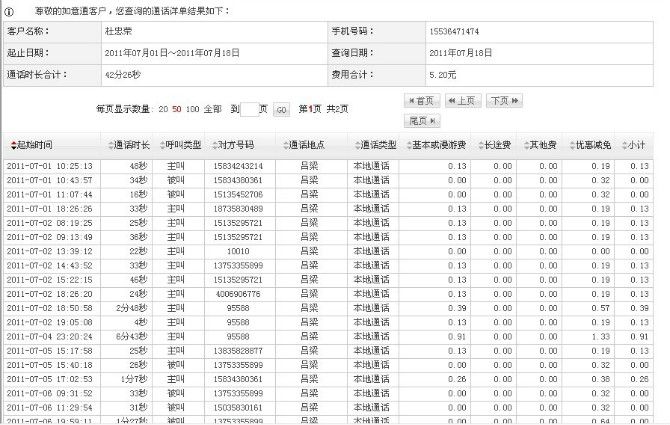 尊敬的如意通客户，您查询的通话详单结果如下：
客户名称： 杜忠荣 手机号码： 15536471474
起止日期： 2011年07月01日～2011年07月18日 查询日期： 2011年07月18日
通话时长合计： 42分26秒 费用合计： 5.20元
每页显示数量: 20 50 100 全部 到 页 GO 第1页 共2页 首页 上页 下页
尾页
起始时间 通话时长 呼叫类型 对方号码 通话地点 通话类型 基本或漫游费 长途费 其他费 优惠减免 小计
2011-07-01 10:25:13 48秒 主叫 15834243214 吕梁 本地通话 0.13 0.00 0.00 0.19 0.13
2011-07-01 10:43:57 34秒 被叫 15834380361 吕梁 本地通话 0.00 0.00 0.00 0.32 0.00
2011-07-01 11:07:44 16秒 被叫 15135452706 吕梁 本地通话 0.00 0.00 0.00 0.32 0.00
2011-07-01 18:26:26 33秒 主叫 18735830489 吕梁 本地通话 0.13 0.00 0.00 0.19 0.13
2011-07-02 08:19:25 25秒 主叫 15135295721 吕梁 本地通话 0.13 0.00 0.00 0.19 0.13
2011-07-02 09:13:49 36秒 主叫 15135295721 吕梁 本地通话 0.13 0.00 0.00 0.19 0.13
2011-07-02 13:39:12 22秒 主叫 10010 吕梁 本地通话 0.00 0.00 0.00 0.00 0.00
2011-07-02 14:43:52 33秒 主叫 13753355899 吕梁 本地通话 0.13 0.00 0.00 0.19 0.13
2011-07-02 15:22:15 46秒 主叫 15135295721 吕梁 本地通话 0.13 0.00 0.00 0.19 0.13
2011-07-02 18:26:20 24秒 主叫 4006906776 吕梁 本地通话 0.13 0.00 0.00 0.19 0.13
2011-07-02 18:50:58 2分48秒 主叫 95588 吕梁 本地通话 0.39 0.00 0.00 0.57 0.39
2011-07-02 19:05:08 4秒 主叫 95588 吕梁 本地通话 0.13 0.00 0.00 0.19 0.13
2011-07-04 23:20:24 6分43秒 主叫 95588 吕梁 本地通话 0.91 0.00 0.00 1.33 0.91
2011-07-05 15:17:58 25秒 主叫 13835828877 吕梁 本地通话 0.13 0.00 0.00 0.19 0.13
2011-07-05 15:40:18 26秒 被叫 13753355899 吕梁 本地通话 0.00 0.00 0.00 0.32 0.00
2011-07-05 17:02:53 1分7秒 主叫 15834380361 吕梁 本地通话 0.26 0.00 0.00 0.38 0.26
2011-07-06 09:31:52 33秒 被叫 13753355899 吕梁 本地通话 0.00 0.00 0.00 0.32 0.00
2011-07-06 11:29:54 31秒 被叫 15035830161 吕梁 本地通话 0.00 0.00 0.00 0.32 0.00
2011-07-06 19:59:11 1分27秒 被叫 13753355899 吕梁 本地通话 0.00 0.00 0.00 0.64 0.00